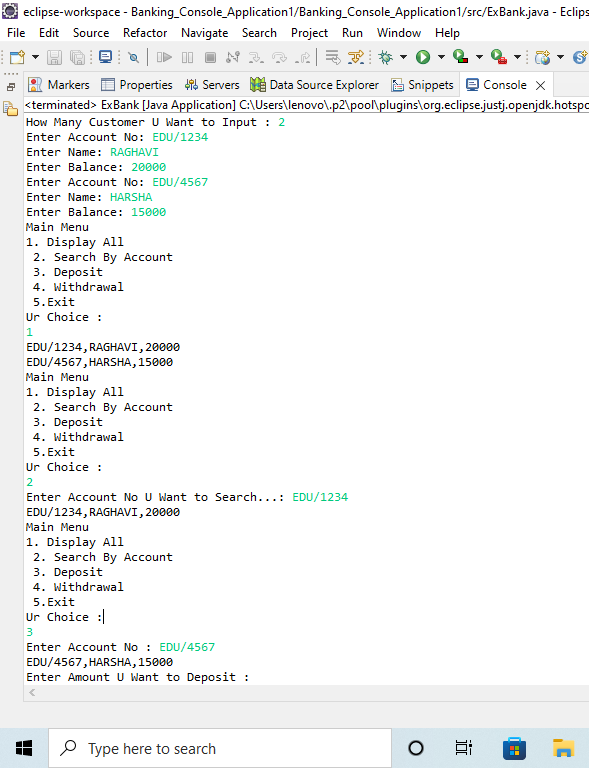 eclipse-workspace - Banking_Console_Application1/Banking_Console_Application1/src/ExBank.java - Eclips
File Edit Source Refactor Navigate Search Project Run Window Help
Markers Properties Servers Data Source Explorer Snippets Console
<terminated> ExBank [Java Application] C:\Users\lenovo\.p2\pool\plugins\org.eclipse.justj.openjdk.hotspo
How Many Customer U Want to Input : 2
Enter Account No: EDU/1234
Enter Name: RAGHAVI
Enter Balance: 20000
Enter Account No: EDU/4567
Enter Name: HARSHA
Enter Balance: 15000
Main Menu
1. Display All
 2. Search By Account
 3. Deposit
 4. Withdrawal
 5.Exit
Ur Choice :
1
EDU/1234,RAGHAVI,20000
EDU/4567,HARSHA,15000
Main Menu
1. Display All
 2. Search By Account
 3. Deposit
 4. Withdrawal
 5.Exit
Ur Choice :
2
Enter Account No U Want to Search...: EDU/1234
EDU/1234,RAGHAVI,20000
Main Menu
1. Display All
 2. Search By Account
 3. Deposit
 4. Withdrawal
 5.Exit
Ur Choice :
3
Enter Account No : EDU/4567
EDU/4567,HARSHA,15000
Enter Amount U Want to Deposit :
Type here to search